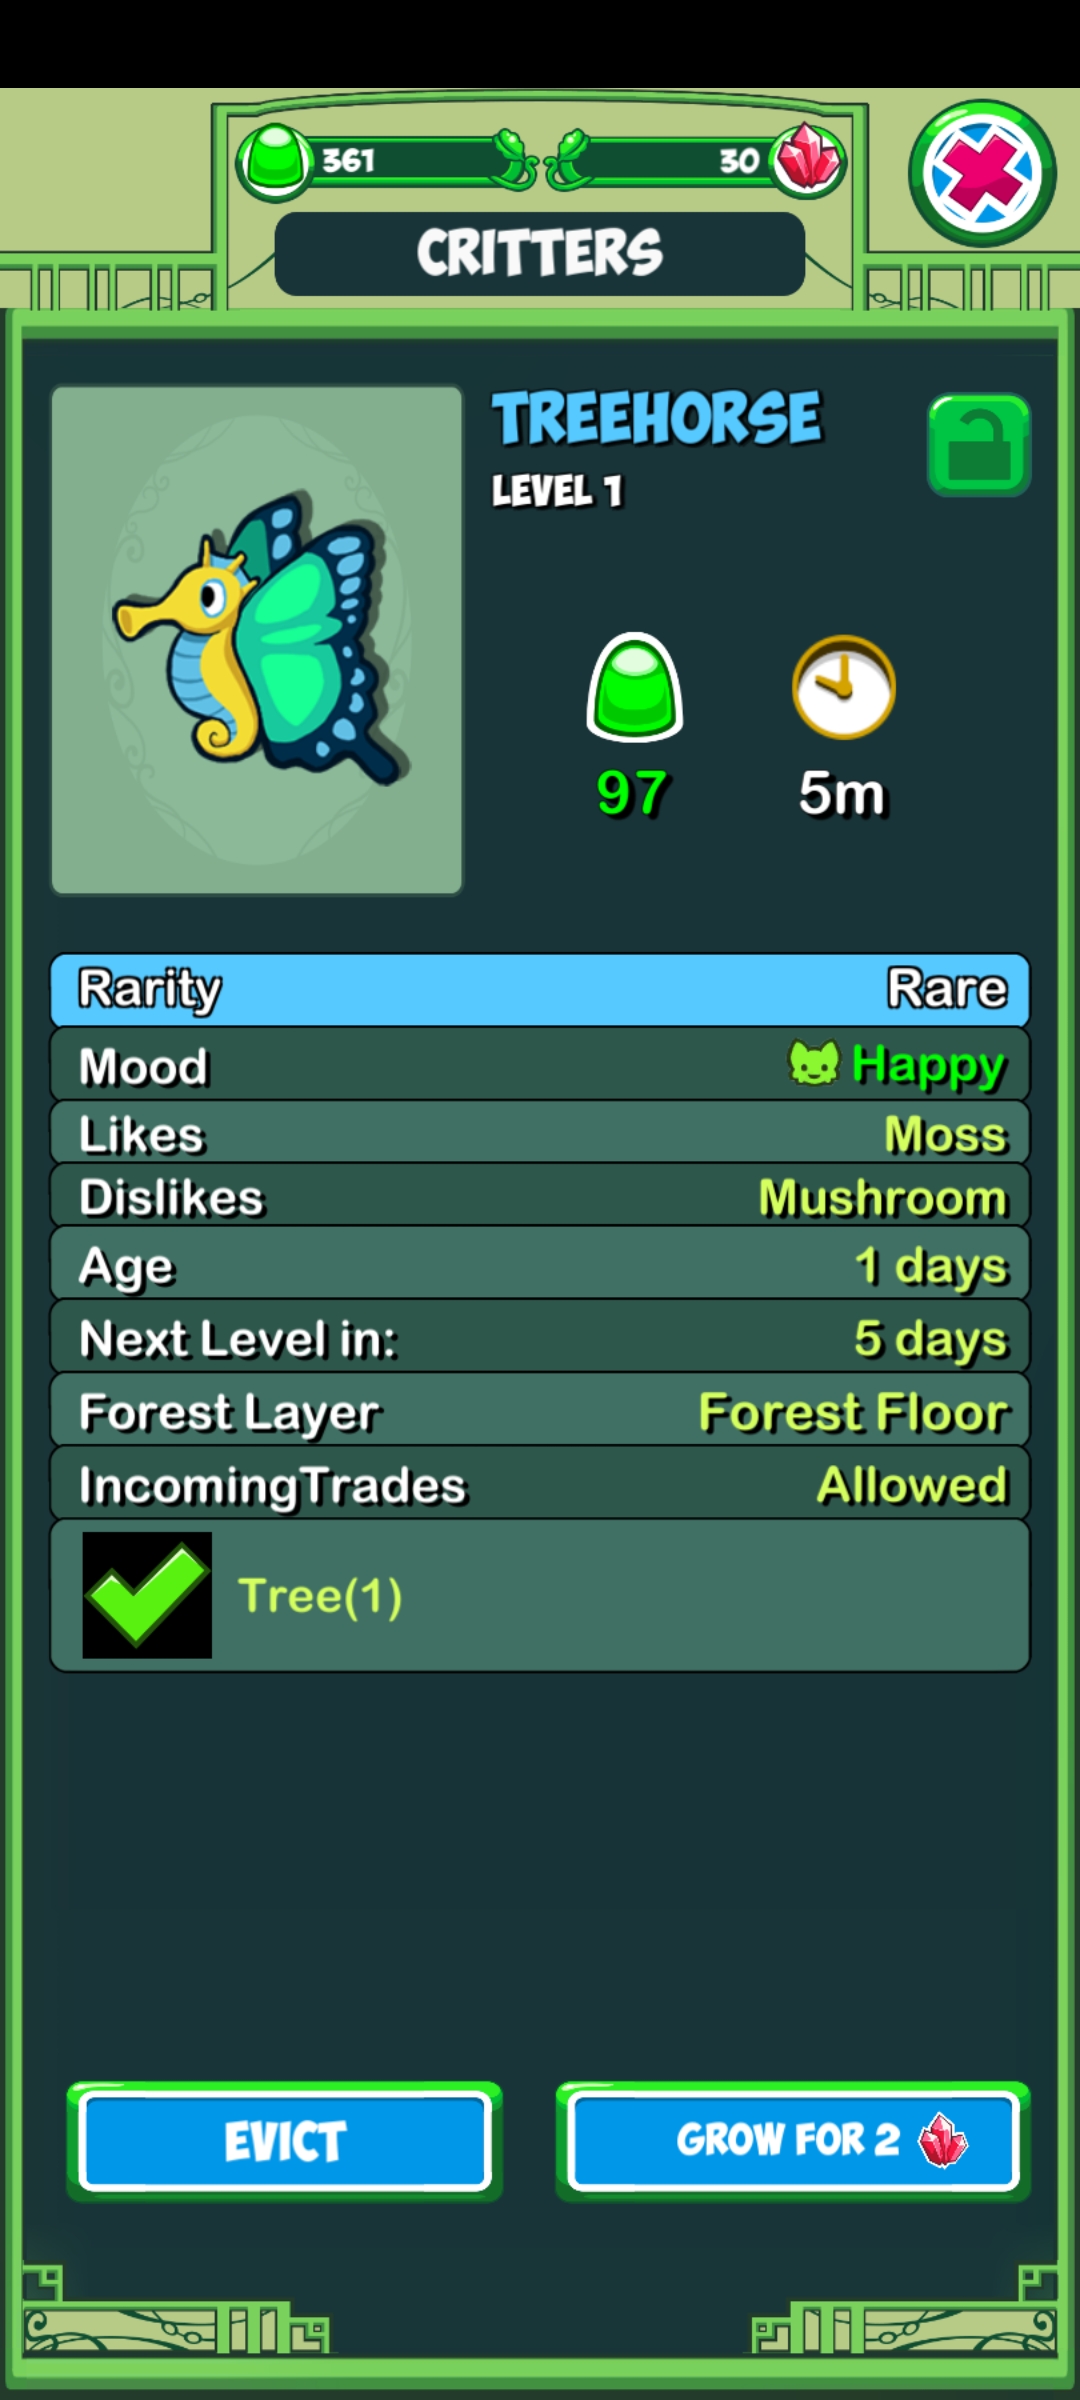 361
30
CRITTERS
TREEHORSE
LEVEL 1
97
5m
Rarity Rare
Mood Happy
Likes Moss
Dislikes Mushroom
Age 1 days
Next Level in: 5 days
Forest Layer Forest Floor
IncomingTrades Allowed
Tree(1)
EVICT
GROW FOR 2